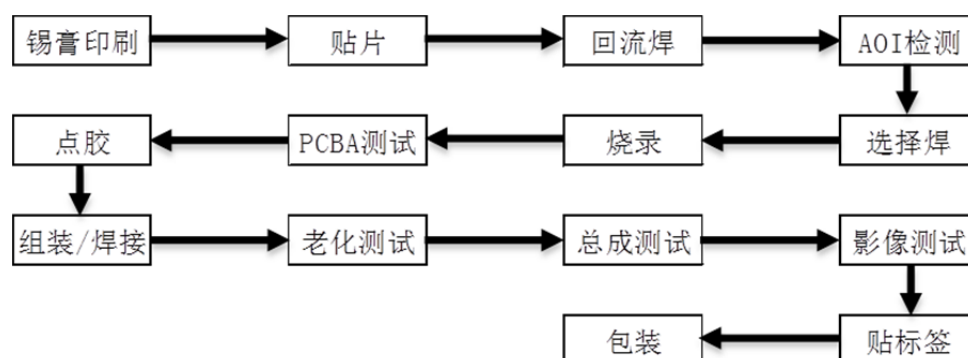 锡膏印刷
贴片
回流焊
AOI检测
选择焊
烧录
PCBA测试
点胶
组装/焊接
老化测试
总成测试
影像测试
贴标签
包装